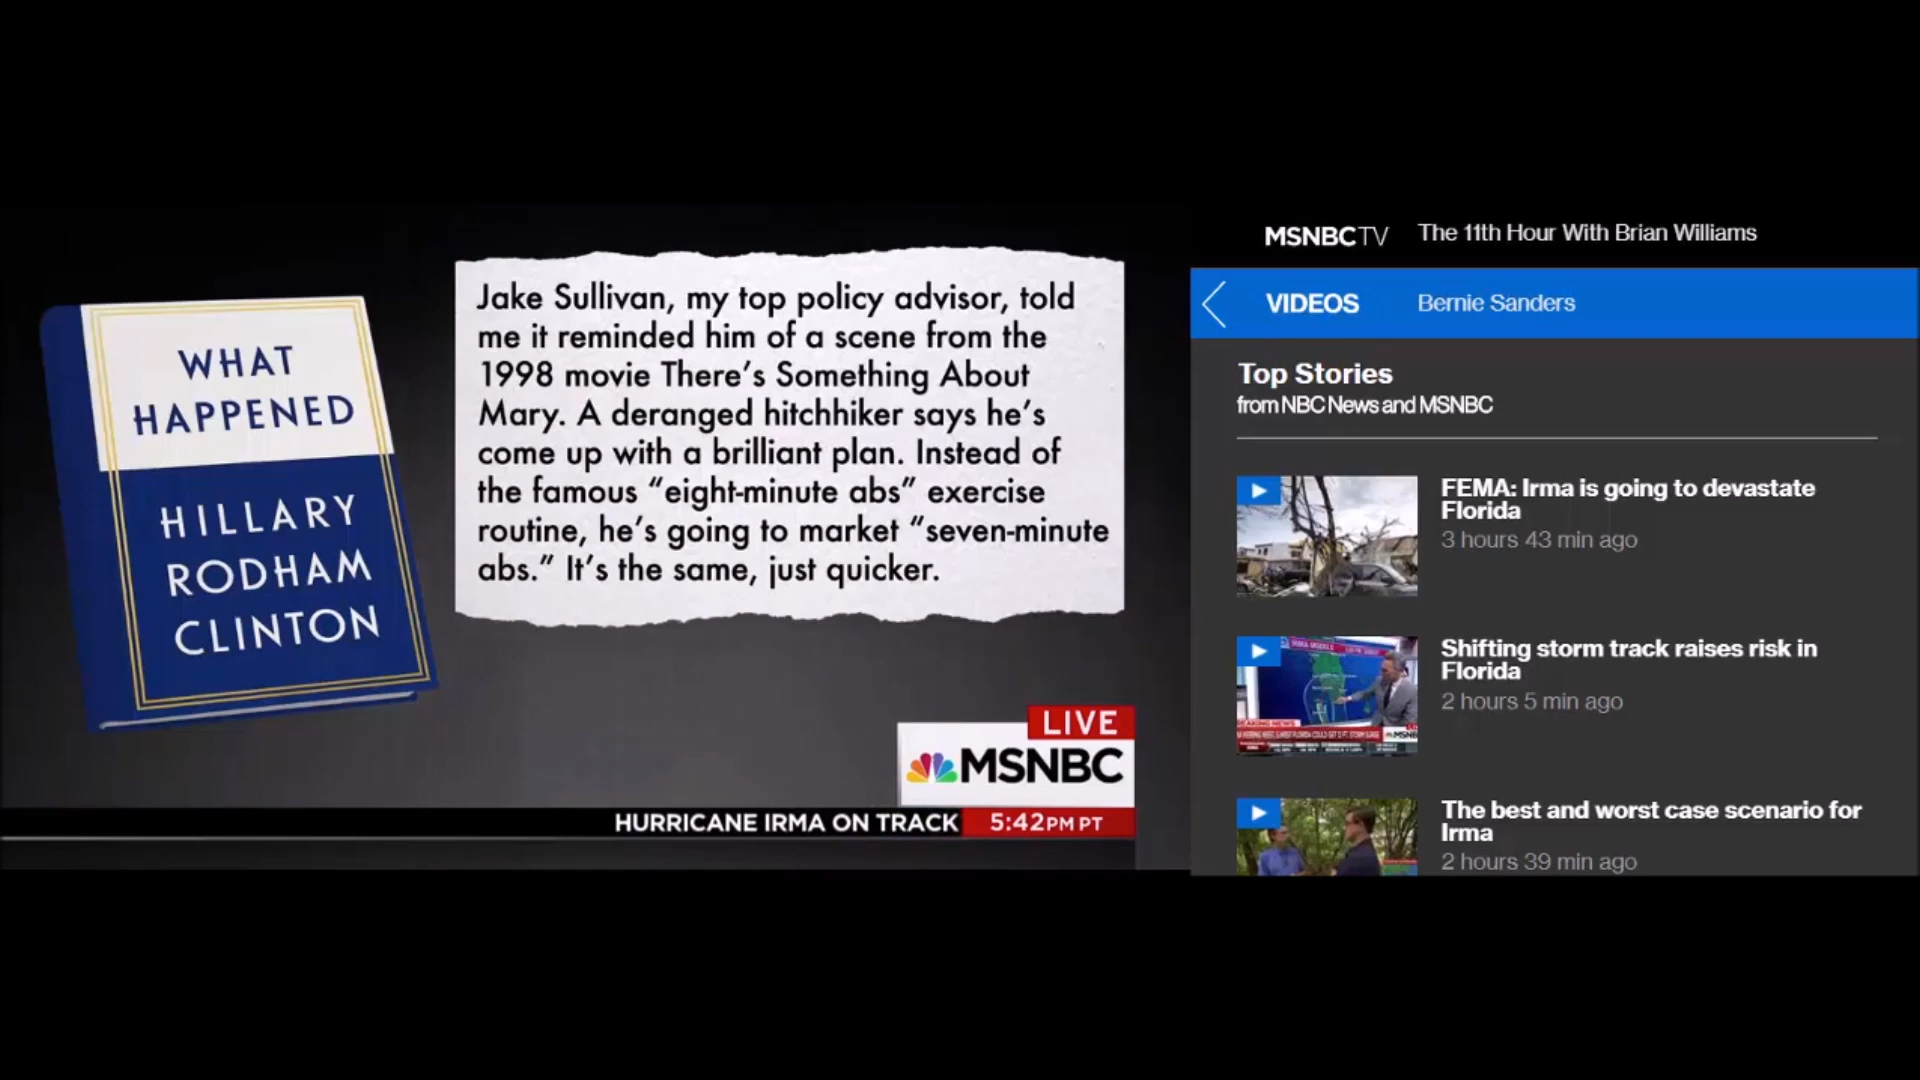 WHAT
HAPPENED
HILLARY
RODHAM
CLINTON
Jake Sullivan, my top policy advisor, told
me it reminded him of a scene from the
1998 movie There's Something About
Mary. A deranged hitchhiker says he's
come up with a brilliant plan. Instead of
the famous “eight-minute abs” exercise
routine, he's going to market “seven-minute
abs.” It's the same, just quicker.
LIVE
MSNBC
HURRICANE IRMA ON TRACK
5:42PM PT
MSNBCTV
The 11th Hour With Brian Williams
VIDEOS
Bernie Sanders
Top Stories
from NBC News and MSNBC
FEMA: Irma is going to devastate
Florida
3 hours 43 min ago
Shifting storm track raises risk in
Florida
2 hours 5 min ago
The best and worst case scenario for
Irma
2 hours 39 min ago